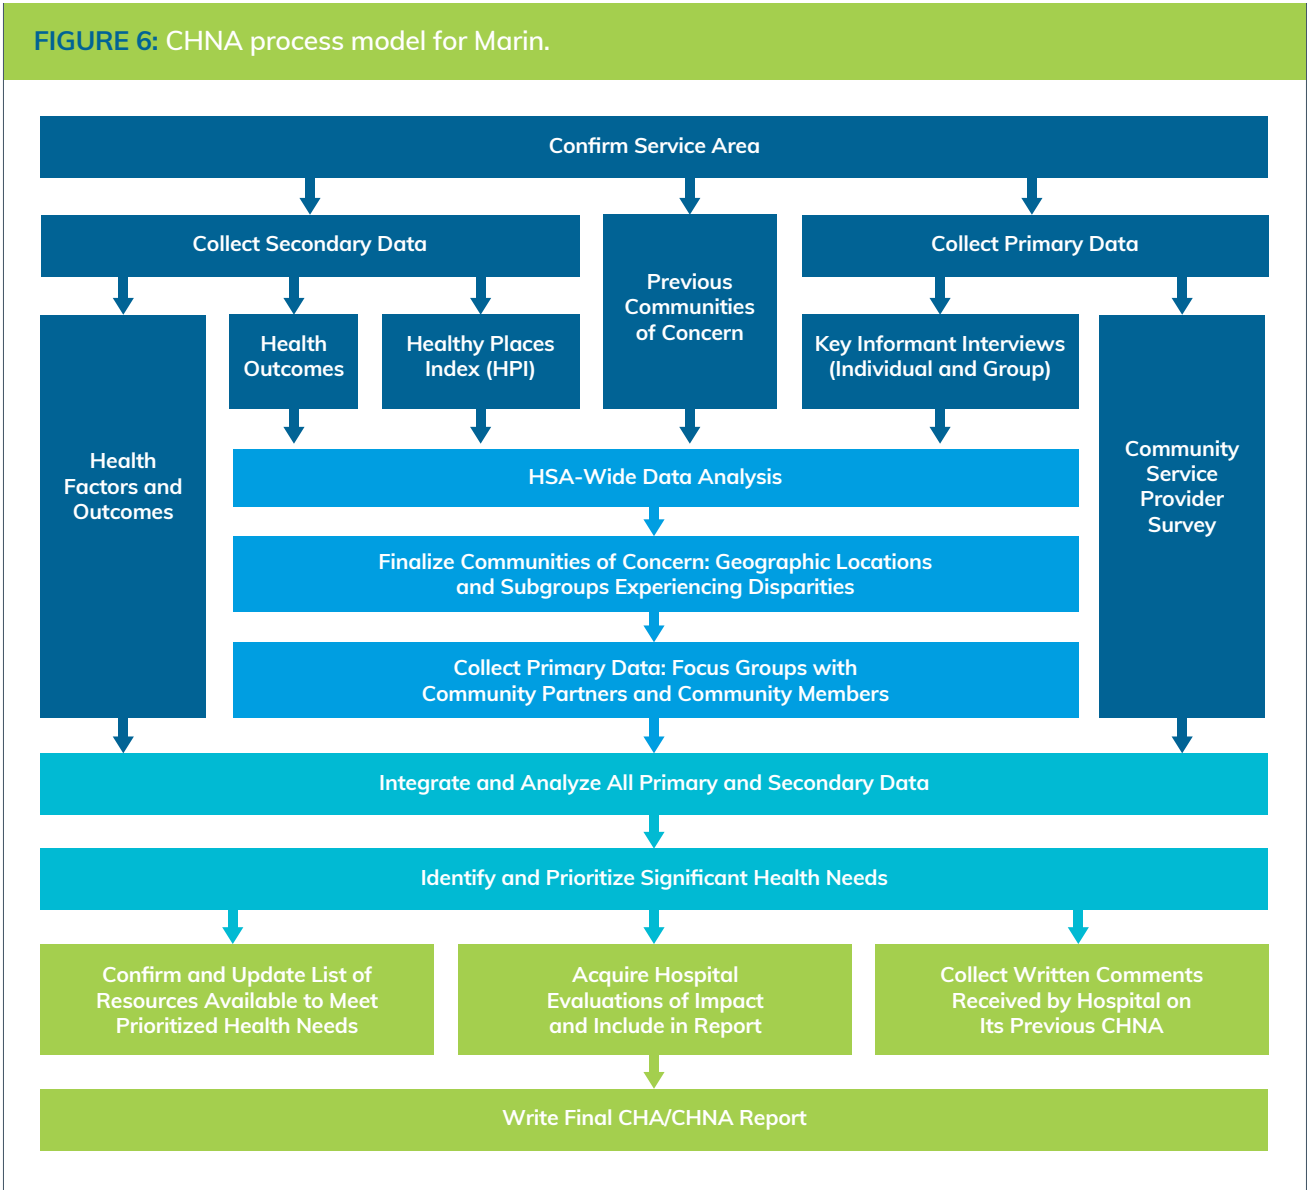 FIGURE 6: CHNA process model for Marin.
Confirm Service Area
Collect Secondary Data
Previous
Communities
of Concern
Collect Primary Data
Health
Factors and
Outcomes
Health
Outcomes
Healthy Places
Index (HPI)
Key Informant Interviews
(Individual and Group)
Community
Service
Provider
Survey
HSA-Wide Data Analysis
Finalize Communities of Concern: Geographic Locations
and Subgroups Experiencing Disparities
Collect Primary Data: Focus Groups with
Community Partners and Community Members
Integrate and Analyze All Primary and Secondary Data
Identify and Prioritize Significant Health Needs
Confirm and Update List of
Resources Available to Meet
Prioritized Health Needs
Acquire Hospital
Evaluations of Impact
and Include in Report
Collect Written Comments
Received by Hospital on
Its Previous CHNA
Write Final CHA/CHNA Report